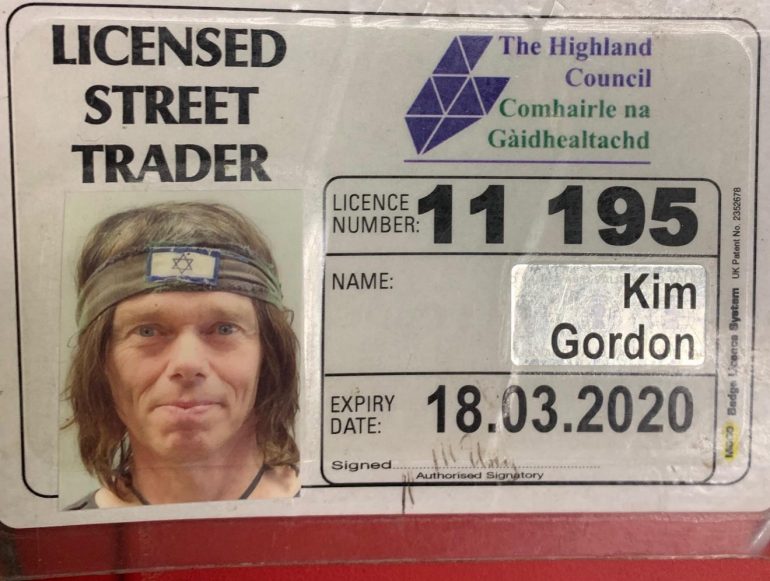 LICENSED
STREET
TRADER
The Highland
Council
Comhairle na
Gàidhealtachd
LICENCE
NUMBER: 11 195
NAME: Kim
Gordon
EXPIRY
DATE: 18.03.2020
Signed
Authorised Signatory
Badge Licence System UK Patent No. 2352678